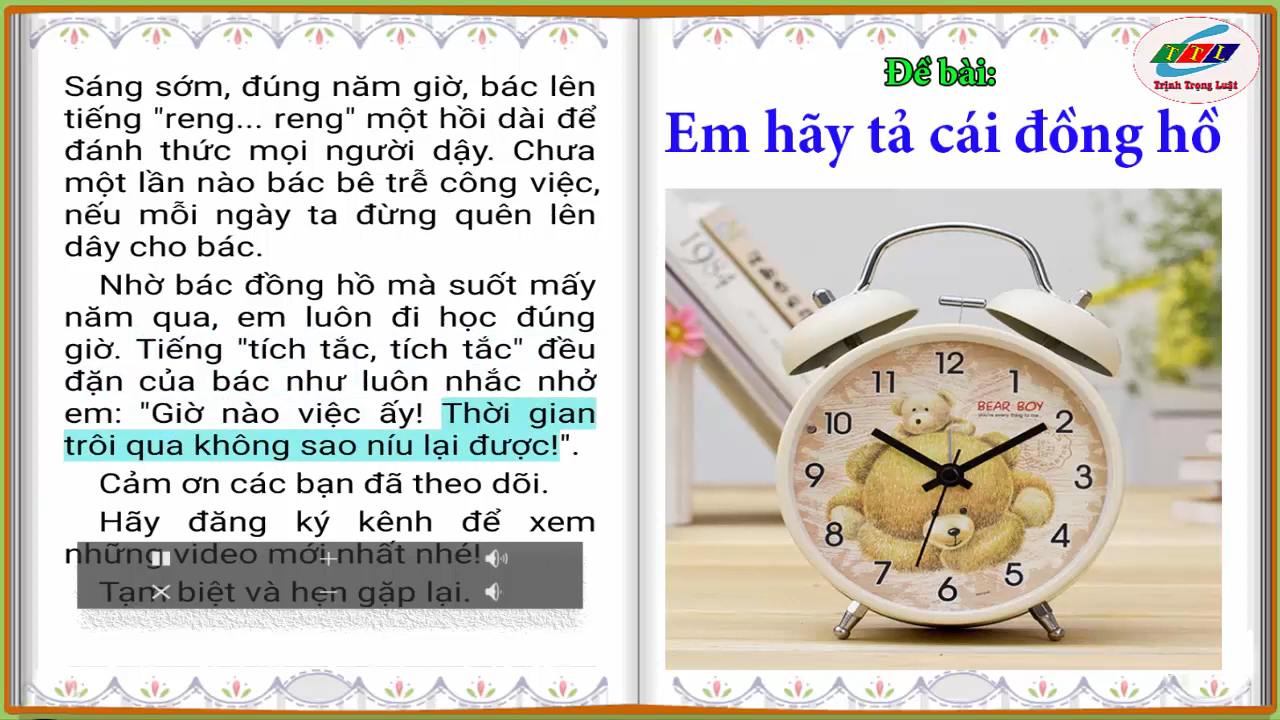 Sáng sớm, đúng năm giờ, bác lên
tiếng "reng... reng" một hồi dài để
đánh thức mọi người dậy. Chưa
một lần nào bác bê trễ công việc,
nếu mỗi ngày ta đừng quên lên
dây cho bác.
Nhờ bác đồng hồ mà suốt mấy
năm qua, em luôn đi học đúng
giờ. Tiếng "tích tắc, tích tắc" đều
đặn của bác như luôn nhắc nhở
em: "Giờ nào việc ấy! Thời gian
trôi qua không sao níu lại được!".
Cảm ơn các bạn đã theo dõi.
Hãy đăng ký kênh để xem
những video mới nhất nhé!
Tạm biệt và hẹn gặp lại.
TTL
Trịnh Trọng Luật
Đề bài:
Em hãy tả cái đồng hồ
1984
BEAR BOY
12
1
2
3
4
5
6
7
8
9
10
11